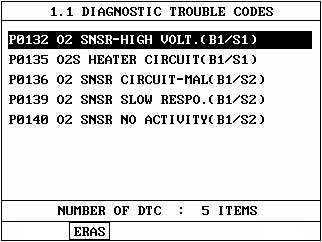 1.1 DIAGNOSTIC TROUBLE CODES
P0132 O2 SNSR-HIGH VOLT.(B1/S1)
P0135 O2S HEATER CIRCUIT(B1/S1)
P0136 O2 SNSR CIRCUIT-MAL(B1/S2)
P0139 O2 SNSR SLOW RESPO.(B1/S2)
P0140 O2 SNSR NO ACTIVITY(B1/S2)
NUMBER OF DTC : 5 ITEMS
ERAS